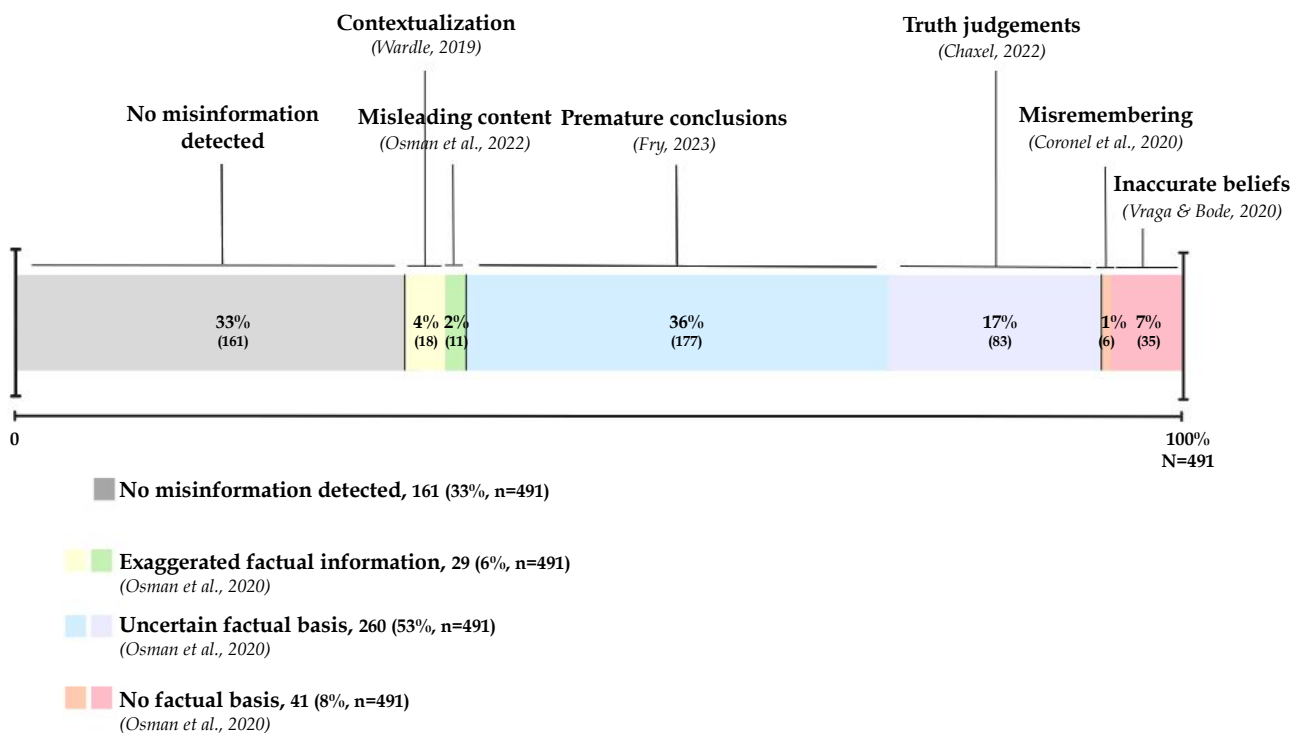 Contextualization
(Wardle, 2019)
Truth judgements
(Chaxel, 2022)
No misinformation
detected
Misleading content
(Osman et al., 2022)
Premature conclusions
(Fry, 2023)
Misremembering
(Coronel et al., 2020)
Inaccurate beliefs
(Vraga & Bode, 2020)
33%
(161)
4%
(18)
2%
(11)
36%
(177)
17%
(83)
1%
(6)
7%
(35)
0
100%
N=491
No misinformation detected, 161 (33%, n=491)
Exaggerated factual information, 29 (6%, n=491)
(Osman et al., 2020)
Uncertain factual basis, 260 (53%, n=491)
(Osman et al., 2020)
No factual basis, 41 (8%, n=491)
(Osman et al., 2020)